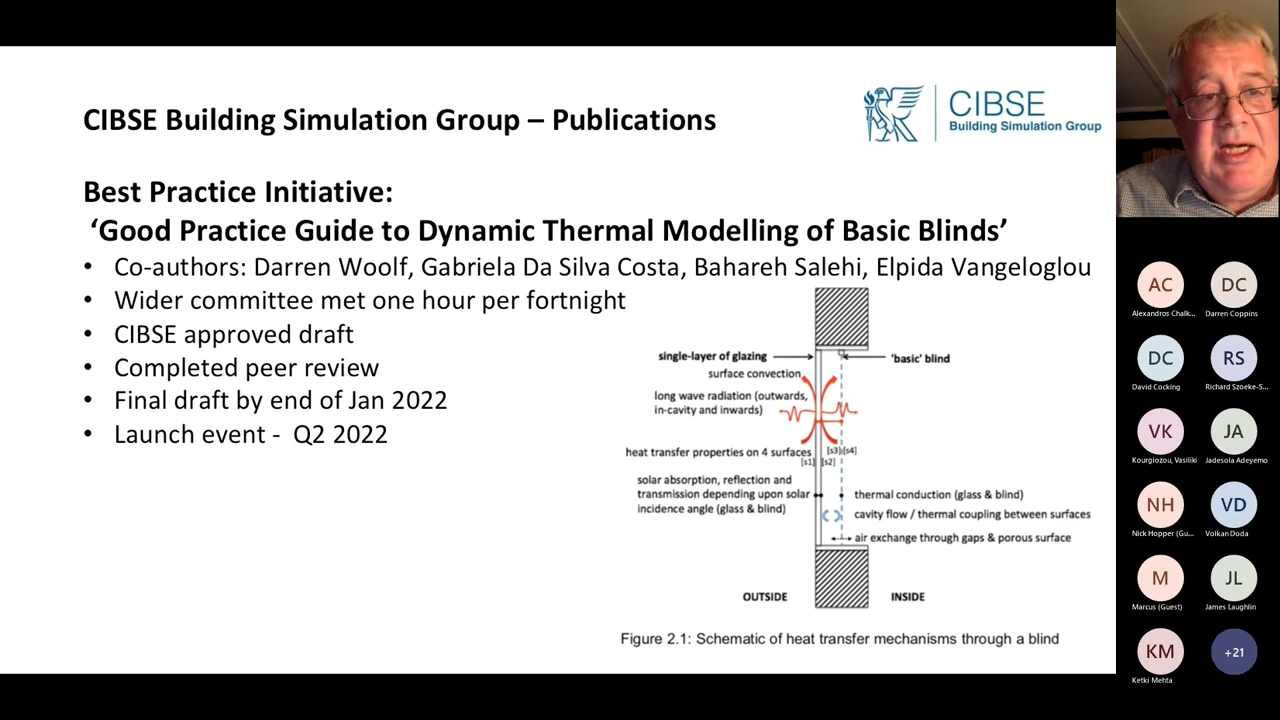 CIBSE Building Simulation Group – Publications
CIBSE
Building Simulation Group
Best Practice Initiative:
‘Good Practice Guide to Dynamic Thermal Modelling of Basic Blinds’
• Co-authors: Darren Woolf, Gabriela Da Silva Costa, Bahareh Salehi, Elpida Vangeloglou
• Wider committee met one hour per fortnight
• CIBSE approved draft
• Completed peer review
• Final draft by end of Jan 2022
• Launch event - Q2 2022
single-layer of glazing
'basic' blind
surface convection
long wave radiation (outwards,
in-cavity and inwards)
heat transfer properties on 4 surfaces
[s3] [s4]
[s1] [s2]
solar absorption, reflection and
transmission depending upon solar
incidence angle (glass & blind)
thermal conduction (glass & blind)
cavity flow / thermal coupling between surfaces
air exchange through gaps & porous surface
OUTSIDE
INSIDE
Figure 2.1: Schematic of heat transfer mechanisms through a blind
AC
DC
Alexandros Chalk...
Darren Coppins
DC
RS
David Cocking
Richard Szoeke-S...
VK
JA
Kourgiozou, Vasiliki
Jadesola Adeyemo
NH
VD
Nick Hopper (Gu...
Volkan Doda
M
JL
Marcus (Guest)
James Laughlin
KM
+21
Ketki Mehta